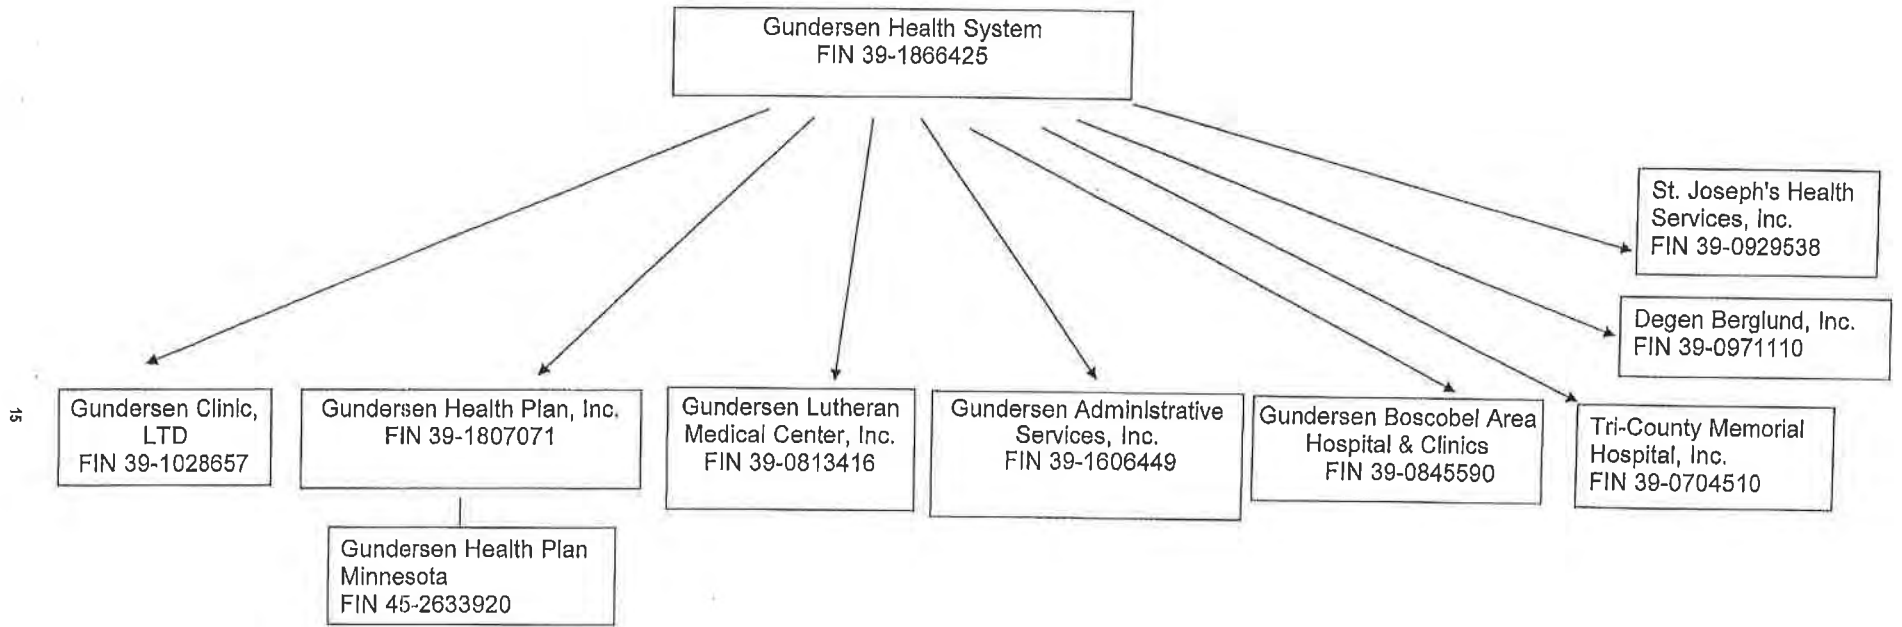 Gundersen Health System
FIN 39-1866425
St. Joseph's Health
Services, Inc.
FIN 39-0929538
Degen Berglund, Inc.
FIN 39-0971110
Gundersen Clinic,
LTD
FIN 39-1028657
Gundersen Health Plan, Inc.
FIN 39-1807071
Gundersen Lutheran
Medical Center, Inc.
FIN 39-0813416
Gundersen Administrative
Services, Inc.
FIN 39-1606449
Gundersen Boscobel Area
Hospital & Clinics
FIN 39-0845590
Tri-County Memorial
Hospital, Inc.
FIN 39-0704510
Gundersen Health Plan
Minnesota
FIN 45-2633920
15